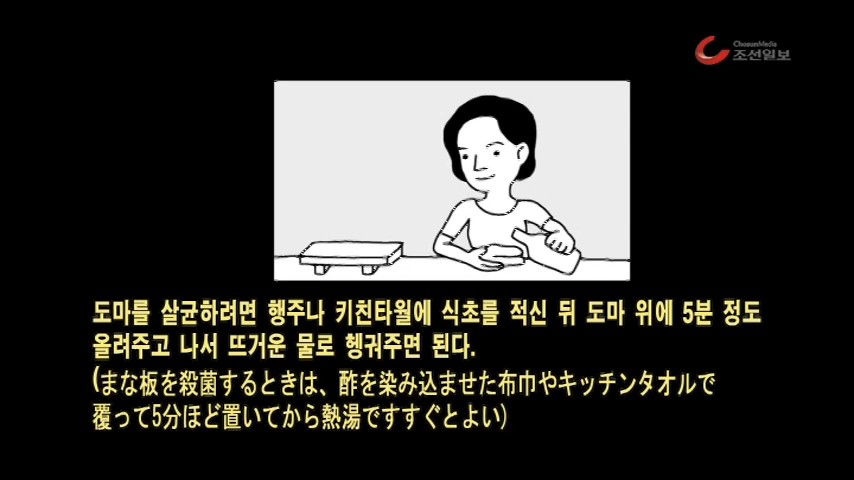 ChosunMedia
조선일보
도마를 살균하려면 행주나 키친타월에 식초를 적신 뒤 도마 위에 5분 정도
올려주고 나서 뜨거운 물로 헹궈주면 된다.
(まな板を殺菌するときは、酢を染み込ませた布巾やキッチンタオルで
覆って5分ほど置いてから熱湯ですすぐとよい)